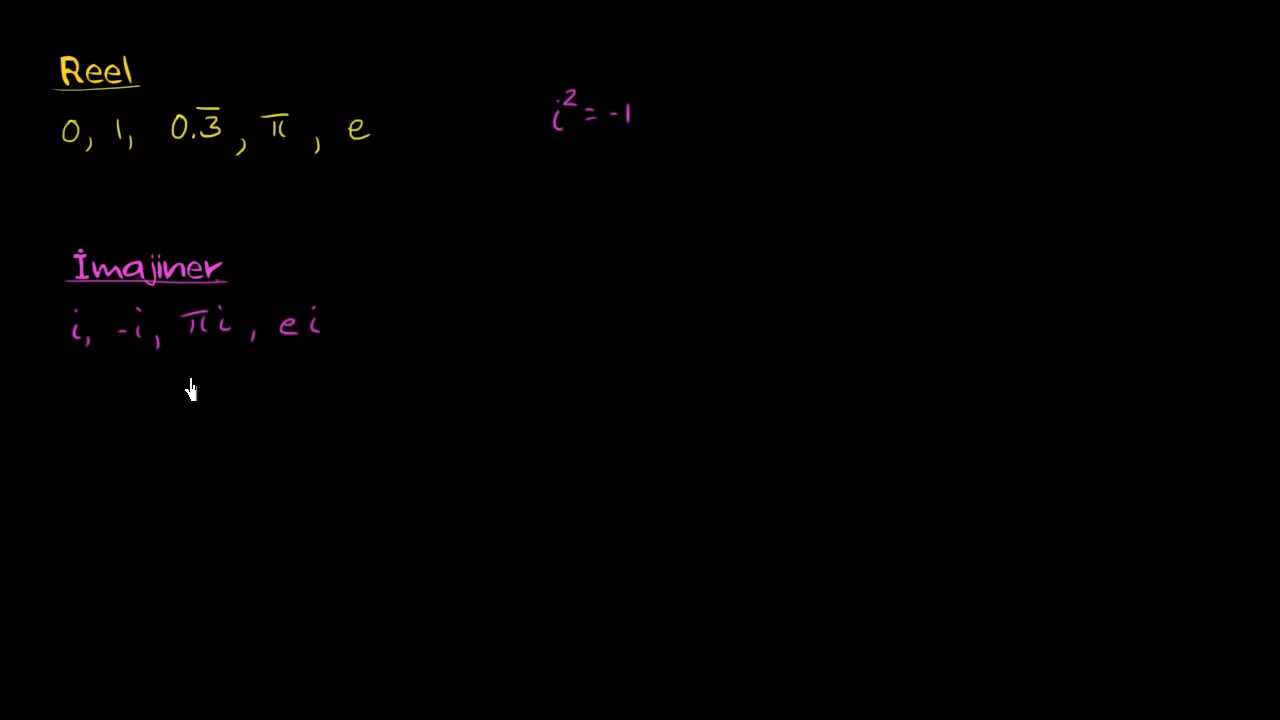 Reel
0, 1, 0.3̅, π, e
i² = -1
İmajiner
i, -i, πi, ei